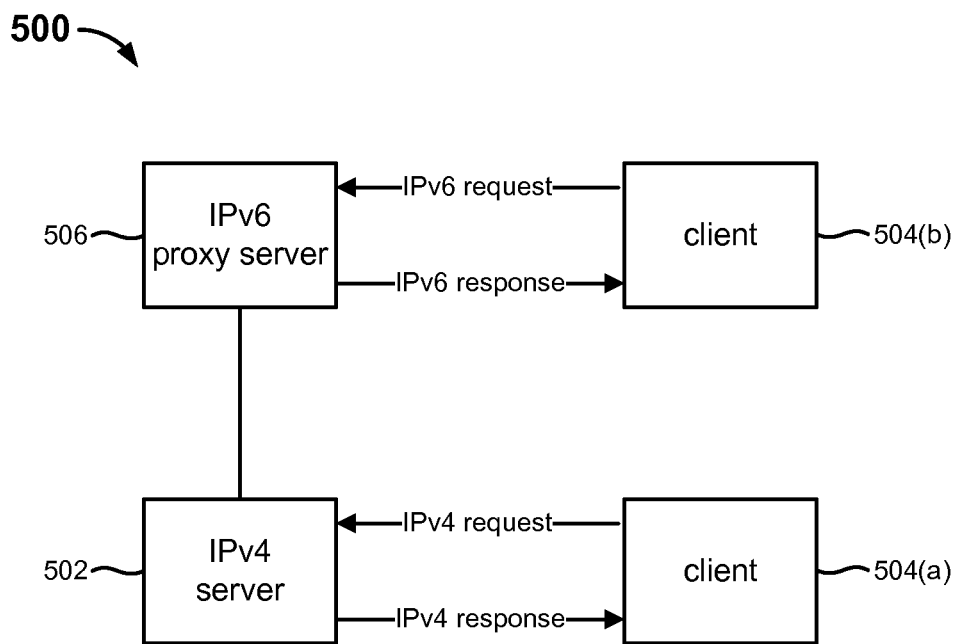 500
IPv6 request
IPv6
proxy server
506
client
504(b)
IPv6 response
IPv4 request
IPv4
server
502
client
504(a)
IPv4 response